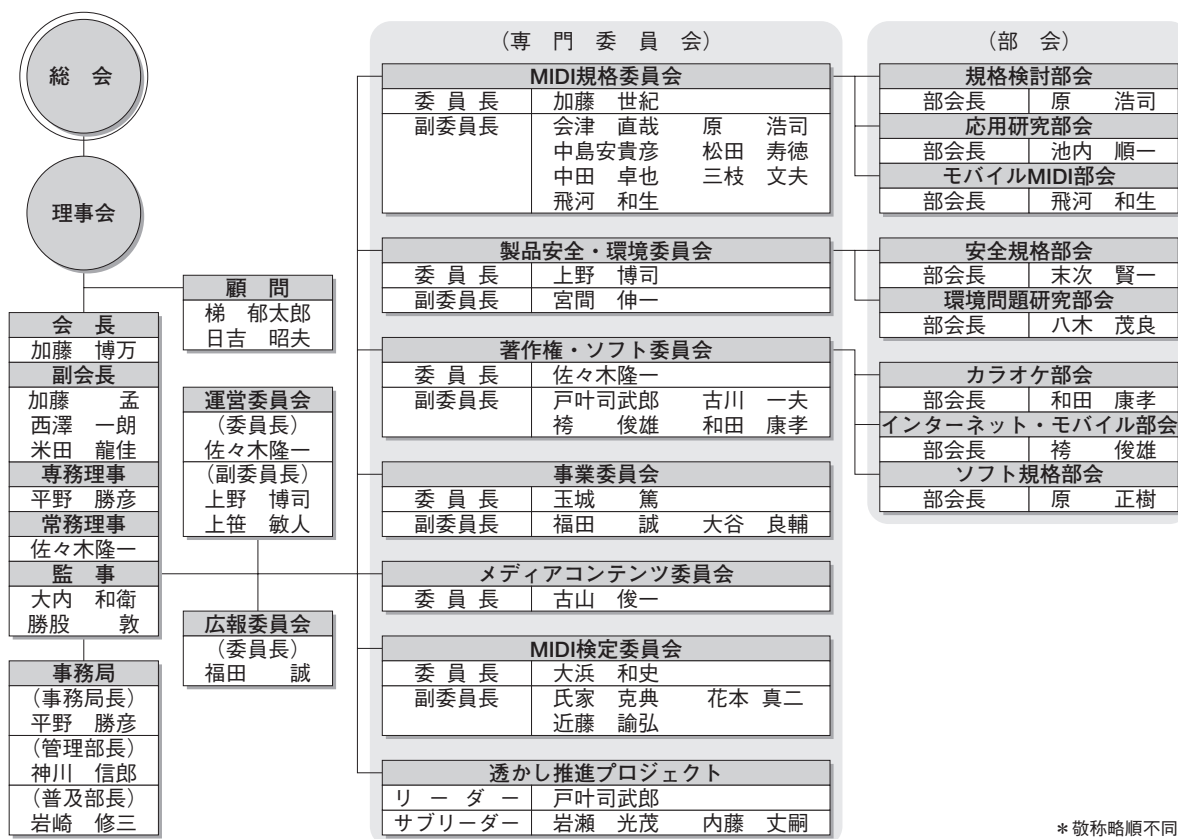 総　会
理事会
顧　問
梯　郁太郎
日吉　昭夫
会　長
加藤　博万
副会長
加藤　　孟
西澤　一朗
米田　龍佳
専務理事
平野　勝彦
常務理事
佐々木隆一
監　事
大内　和衛
勝股　　敦
事務局
（事務局長）
平野　勝彦
（管理部長）
神川　信郎
（普及部長）
岩崎　修三
運営委員会
（委員長）
佐々木隆一
（副委員長）
上野　博司
上笹　敏人
広報委員会
（委員長）
福田　　誠
（専　門　委　員　会）
MIDI規格委員会
委　員　長　加藤　世紀
副委員長　会津　直哉　原　　浩司
中島安貴彦　松田　寿徳
中田　卓也　三枝　文夫
飛河　和生
製品安全・環境委員会
委　員　長　上野　博司
副委員長　宮間　伸一
著作権・ソフト委員会
委　員　長　佐々木隆一
副委員長　戸叶司武郎　古川　一夫
袴　　俊雄　和田　康孝
事業委員会
委　員　長　玉城　　篤
副委員長　福田　　誠　大谷　良輔
メディアコンテンツ委員会
委　員　長　古山　俊一
MIDI検定委員会
委　員　長　大浜　和史
副委員長　氏家　克典　花本　真二
近藤　諭弘
透かし推進プロジェクト
リ　ー　ダ　ー　戸叶司武郎
サブリーダー　岩瀬　光茂　内藤　丈嗣
（部　会）
規格検討部会
部会長　原　　浩司
応用研究部会
部会長　池内　順一
モバイルMIDI部会
部会長　飛河　和生
安全規格部会
部会長　末次　賢一
環境問題研究部会
部会長　八木　茂良
カラオケ部会
部会長　和田　康孝
インターネット・モバイル部会
部会長　袴　　俊雄
ソフト規格部会
部会長　原　　正樹
＊敬称略順不同